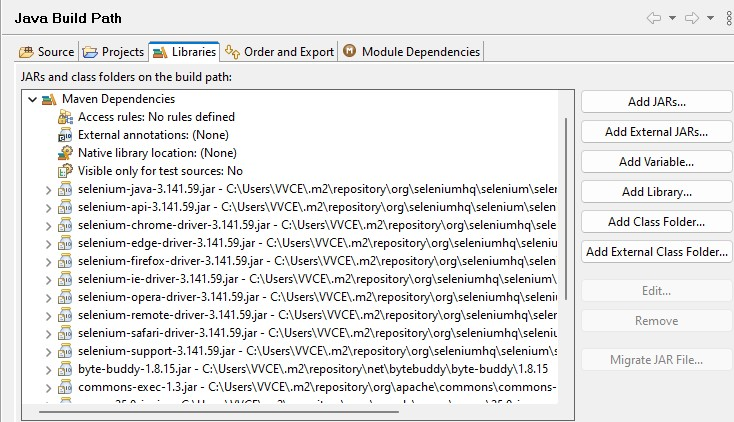 Java Build Path
Source Projects Libraries Order and Export Module Dependencies
JARs and class folders on the build path:
Maven Dependencies
Access rules: No rules defined
External annotations: (None)
Native library location: (None)
Visible only for test sources: No
selenium-java-3.141.59.jar - C:\Users\VVCE\.m2\repository\org\seleniumhq\selenium\selen
selenium-api-3.141.59.jar - C:\Users\VVCE\.m2\repository\org\seleniumhq\selenium\selen
selenium-chrome-driver-3.141.59.jar - C:\Users\VVCE\.m2\repository\org\seleniumhq
selenium-edge-driver-3.141.59.jar - C:\Users\VVCE\.m2\repository\org\seleniumhq\s
selenium-firefox-driver-3.141.59.jar - C:\Users\VVCE\.m2\repository\org\seleniumhq\
selenium-ie-driver-3.141.59.jar - C:\Users\VVCE\.m2\repository\org\seleniumhq\selenium\
selenium-opera-driver-3.141.59.jar - C:\Users\VVCE\.m2\repository\org\seleniumhq
selenium-remote-driver-3.141.59.jar - C:\Users\VVCE\.m2\repository\org\seleniumhq
selenium-safari-driver-3.141.59.jar - C:\Users\VVCE\.m2\repository\org\seleniumhq\
selenium-support-3.141.59.jar - C:\Users\VVCE\.m2\repository\org\seleniumhq\selenium\s
byte-buddy-1.8.15.jar - C:\Users\VVCE\.m2\repository\net\bytebuddy\byte-buddy\1.8.15
commons-exec-1.3.jar - C:\Users\VVCE\.m2\repository\org\apache\commons\commons-
Add JARs...
Add External JARs...
Add Variable...
Add Library...
Add Class Folder...
Add External Class Folder...
Edit...
Remove
Migrate JAR File...